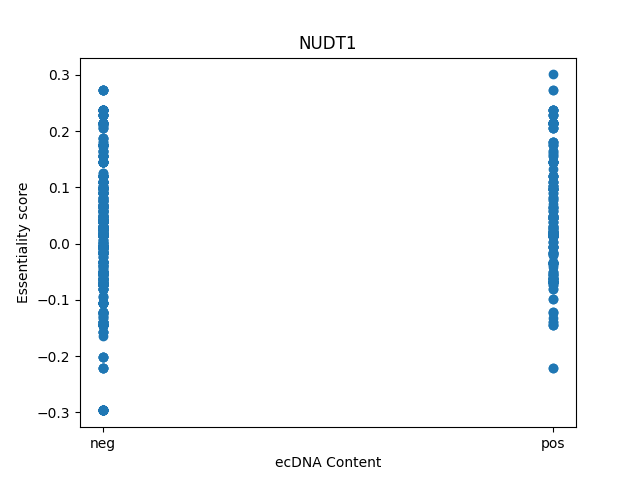 NUDT1
Essentiality score
0.3
0.2
0.1
0.0
−0.1
−0.2
−0.3
neg
pos
ecDNA Content